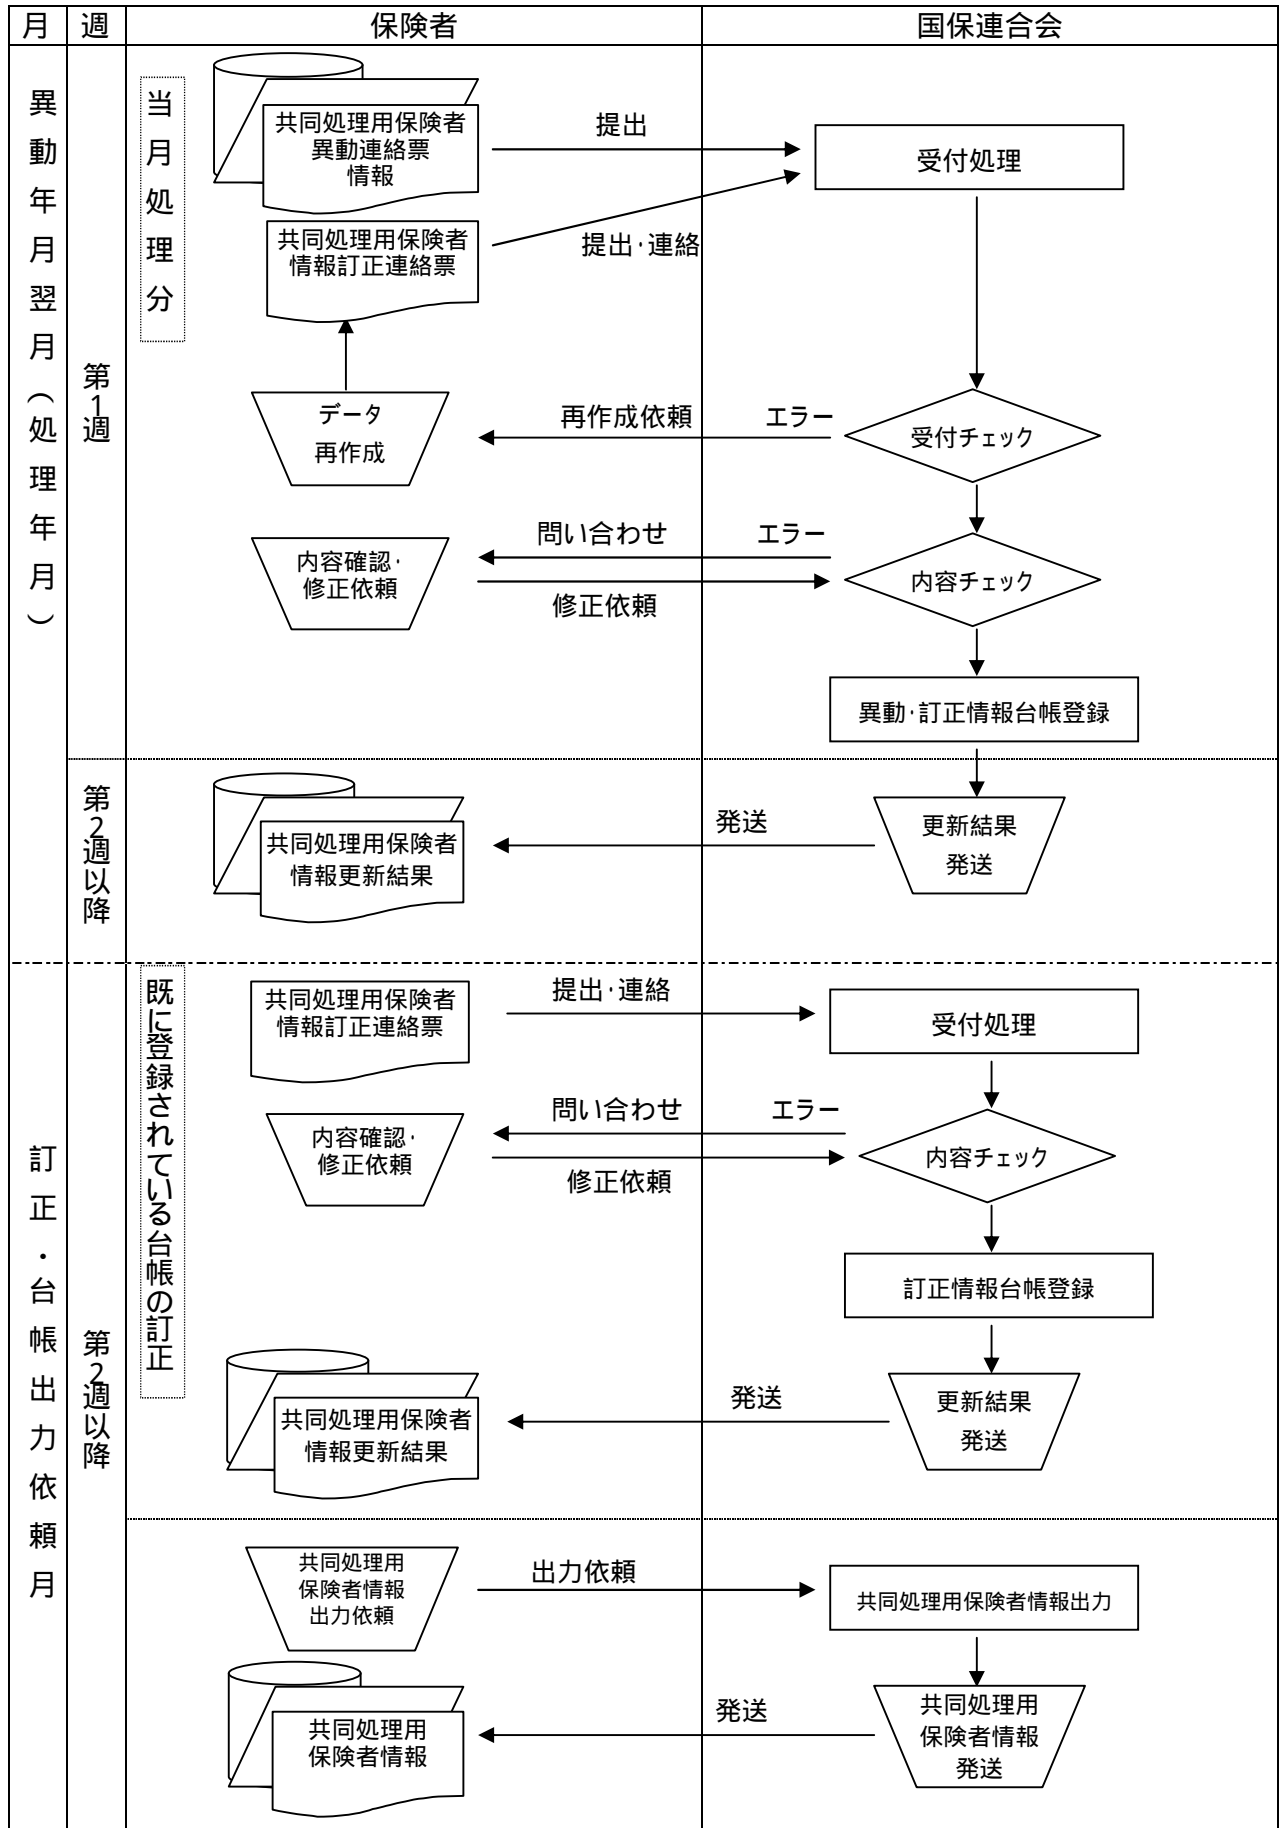 月 週 保険者 国保連合会
異動年月翌月（処理年月）
第1週
当月処理分
共同処理用保険者
異動連絡票
情報
提出
受付処理
共同処理用保険者
情報訂正連絡票
提出・連絡
データ
再作成
再作成依頼
エラー
受付チェック
内容確認・
修正依頼
問い合わせ
エラー
修正依頼
内容チェック
異動・訂正情報台帳登録
第2週以降
共同処理用保険者
情報更新結果
発送
更新結果
発送
訂正・台帳出力依頼月
第2週以降
既に登録されている台帳の訂正
共同処理用保険者
情報訂正連絡票
提出・連絡
受付処理
内容確認・
修正依頼
問い合わせ
エラー
修正依頼
内容チェック
訂正情報台帳登録
共同処理用保険者
情報更新結果
発送
更新結果
発送
共同処理用
保険者情報
出力依頼
出力依頼
共同処理用保険者情報出力
共同処理用
保険者情報
発送
共同処理用
保険者情報
発送